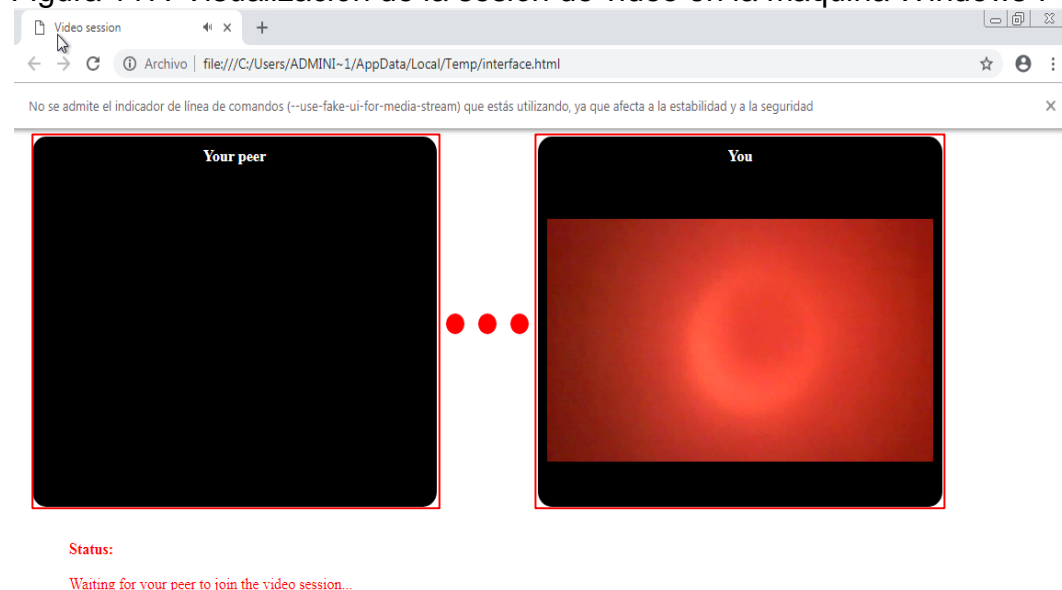 Video session
Archivo | file:///C:/Users/ADMINI~1/AppData/Local/Temp/interface.html
No se admite el indicador de línea de comandos (--use-fake-ui-for-media-stream) que estás utilizando, ya que afecta a la estabilidad y a la seguridad
Your peer
You
Status:
Waiting for your peer to join the video session...